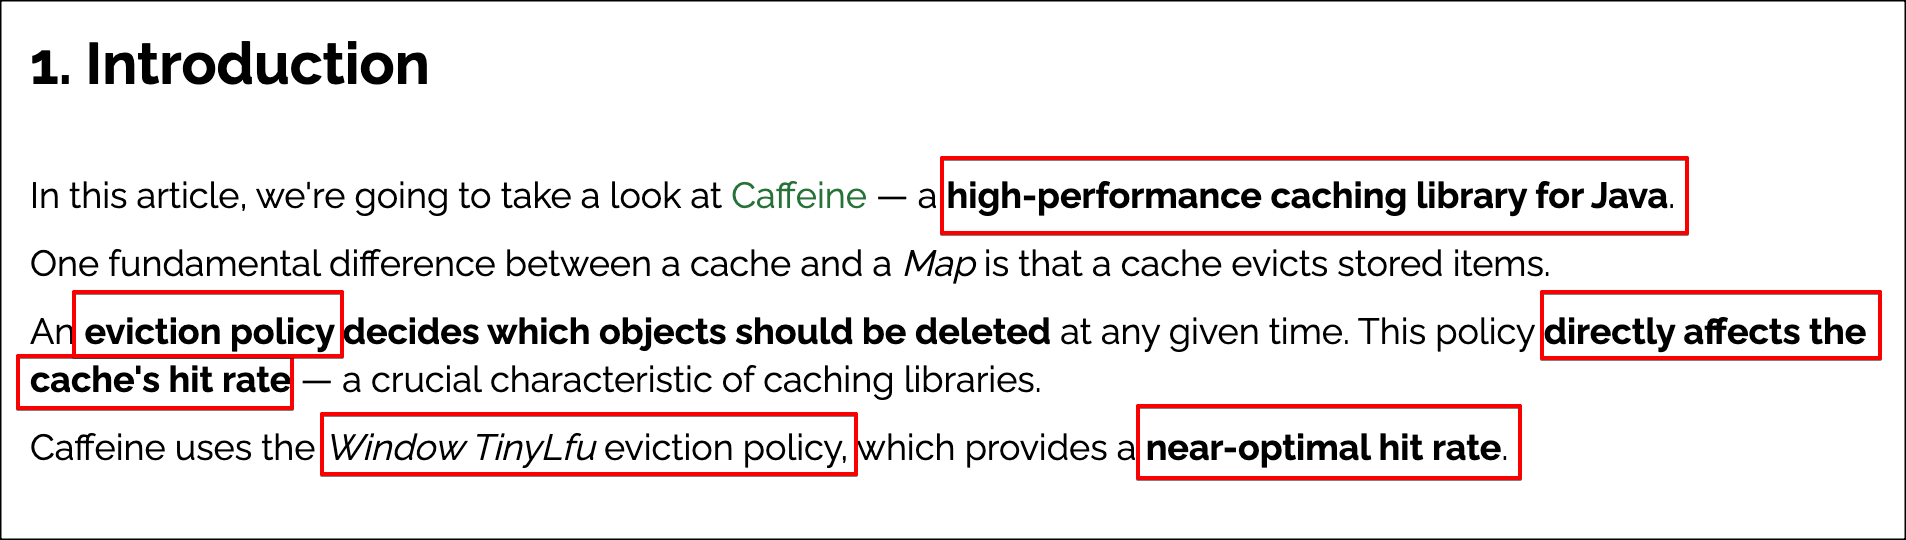 1. Introduction
In this article, we're going to take a look at Caffeine — a high-performance caching library for Java.
One fundamental difference between a cache and a Map is that a cache evicts stored items.
An eviction policy decides which objects should be deleted at any given time. This policy directly affects the
cache's hit rate — a crucial characteristic of caching libraries.
Caffeine uses the Window TinyLfu eviction policy, which provides a near-optimal hit rate.